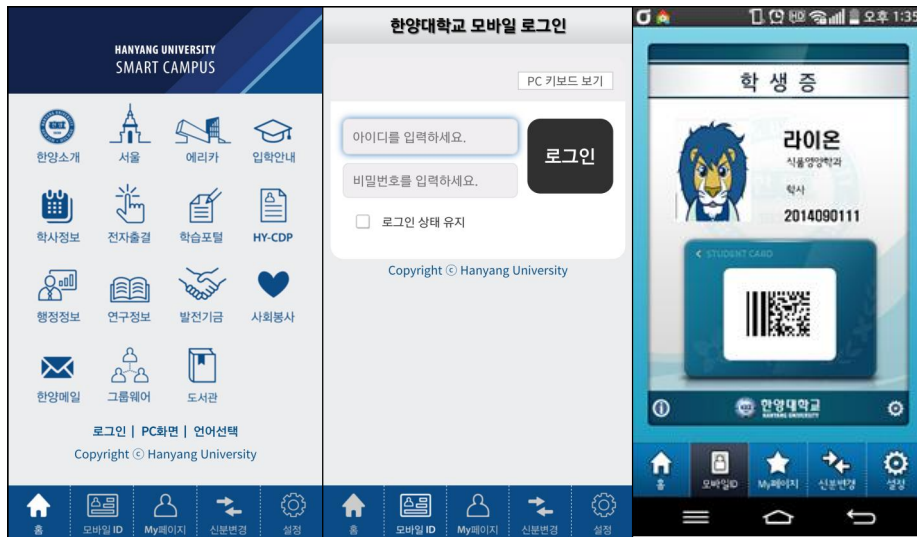 HANYANG UNIVERSITY
SMART CAMPUS
한양소개 서울 에리카 입학안내
학사정보 전자출결 학습포털 HY-CDP
행정정보 연구정보 발전기금 사회봉사
한양메일 그룹웨어 도서관
로그인 | PC화면 | 언어선택
Copyright ⓒ Hanyang University
홈 모바일 ID My페이지 신분변경 설정
한양대학교 모바일 로그인
PC 키보드 보기
아이디를 입력하세요.
비밀번호를 입력하세요.
로그인
로그인 상태 유지
Copyright ⓒ Hanyang University
홈 모바일 ID My페이지 신분변경 설정
HD 오후 1:35
학 생 증
라이온
식품영양학과
학사
2014090111
< STUDENT CARD
한양대학교
HANYANG UNIVERSITY
홈 모바일ID My페이지 신분변경 설정